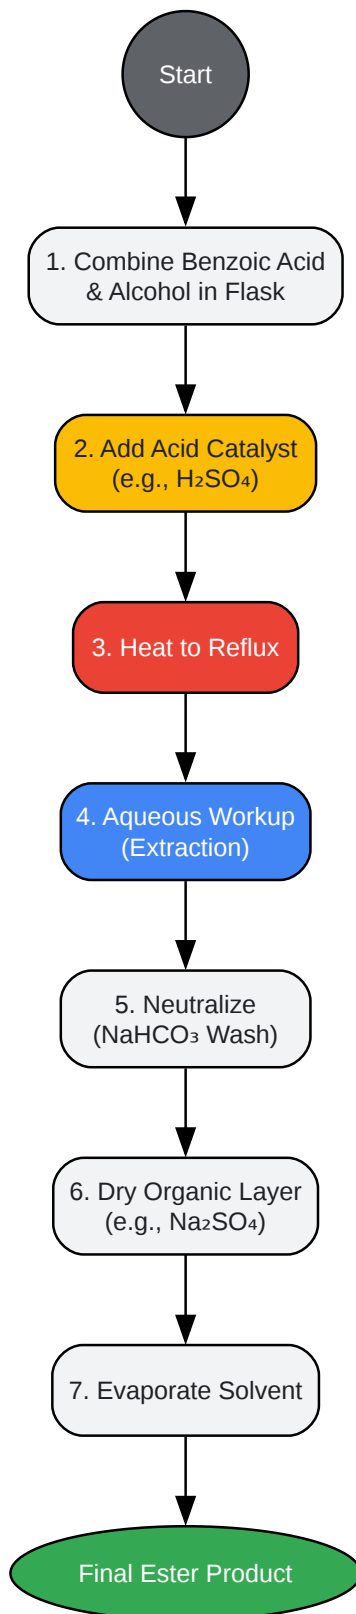 Start
1. Combine Benzoic Acid
& Alcohol in Flask
2. Add Acid Catalyst
(e.g., H₂SO₄)
3. Heat to Reflux
4. Aqueous Workup
(Extraction)
5. Neutralize
(NaHCO₃ Wash)
6. Dry Organic Layer
(e.g., Na₂SO₄)
7. Evaporate Solvent
Final Ester Product